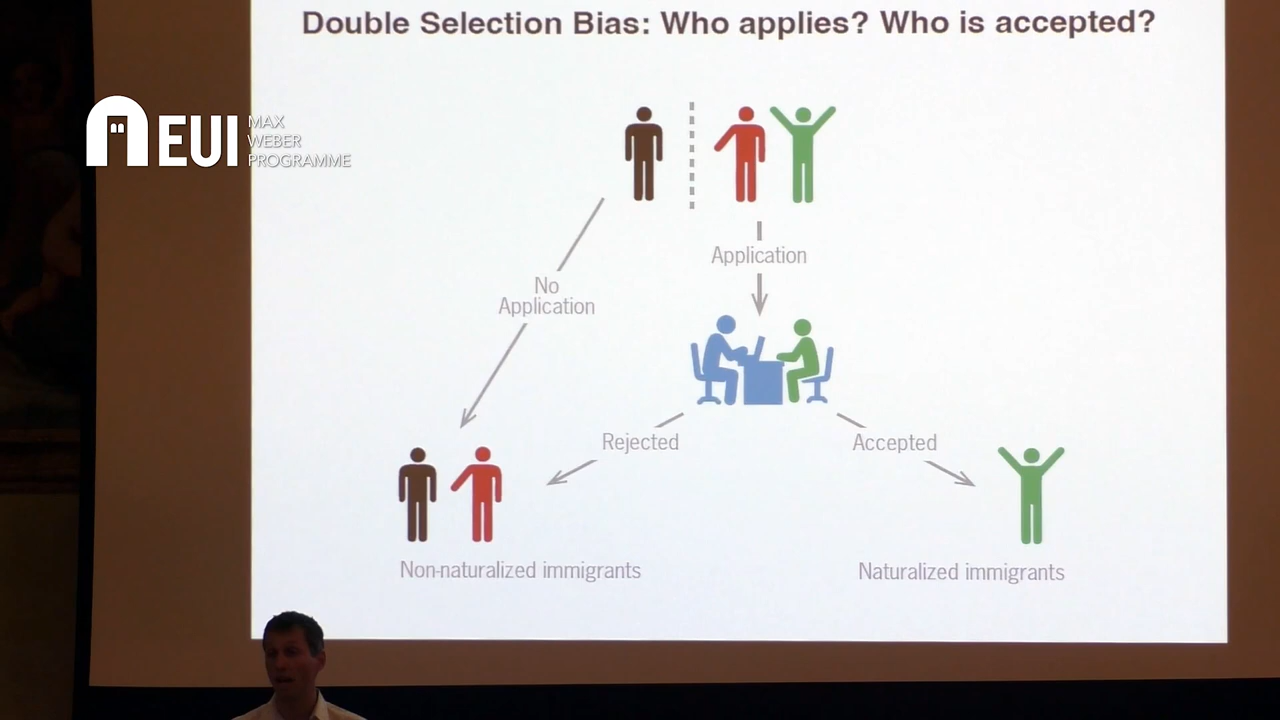 Double Selection Bias: Who applies? Who is accepted?
EUI
MAX
WEBER
PROGRAMME
Application
No
Application
Rejected
Accepted
Non-naturalized immigrants
Naturalized immigrants